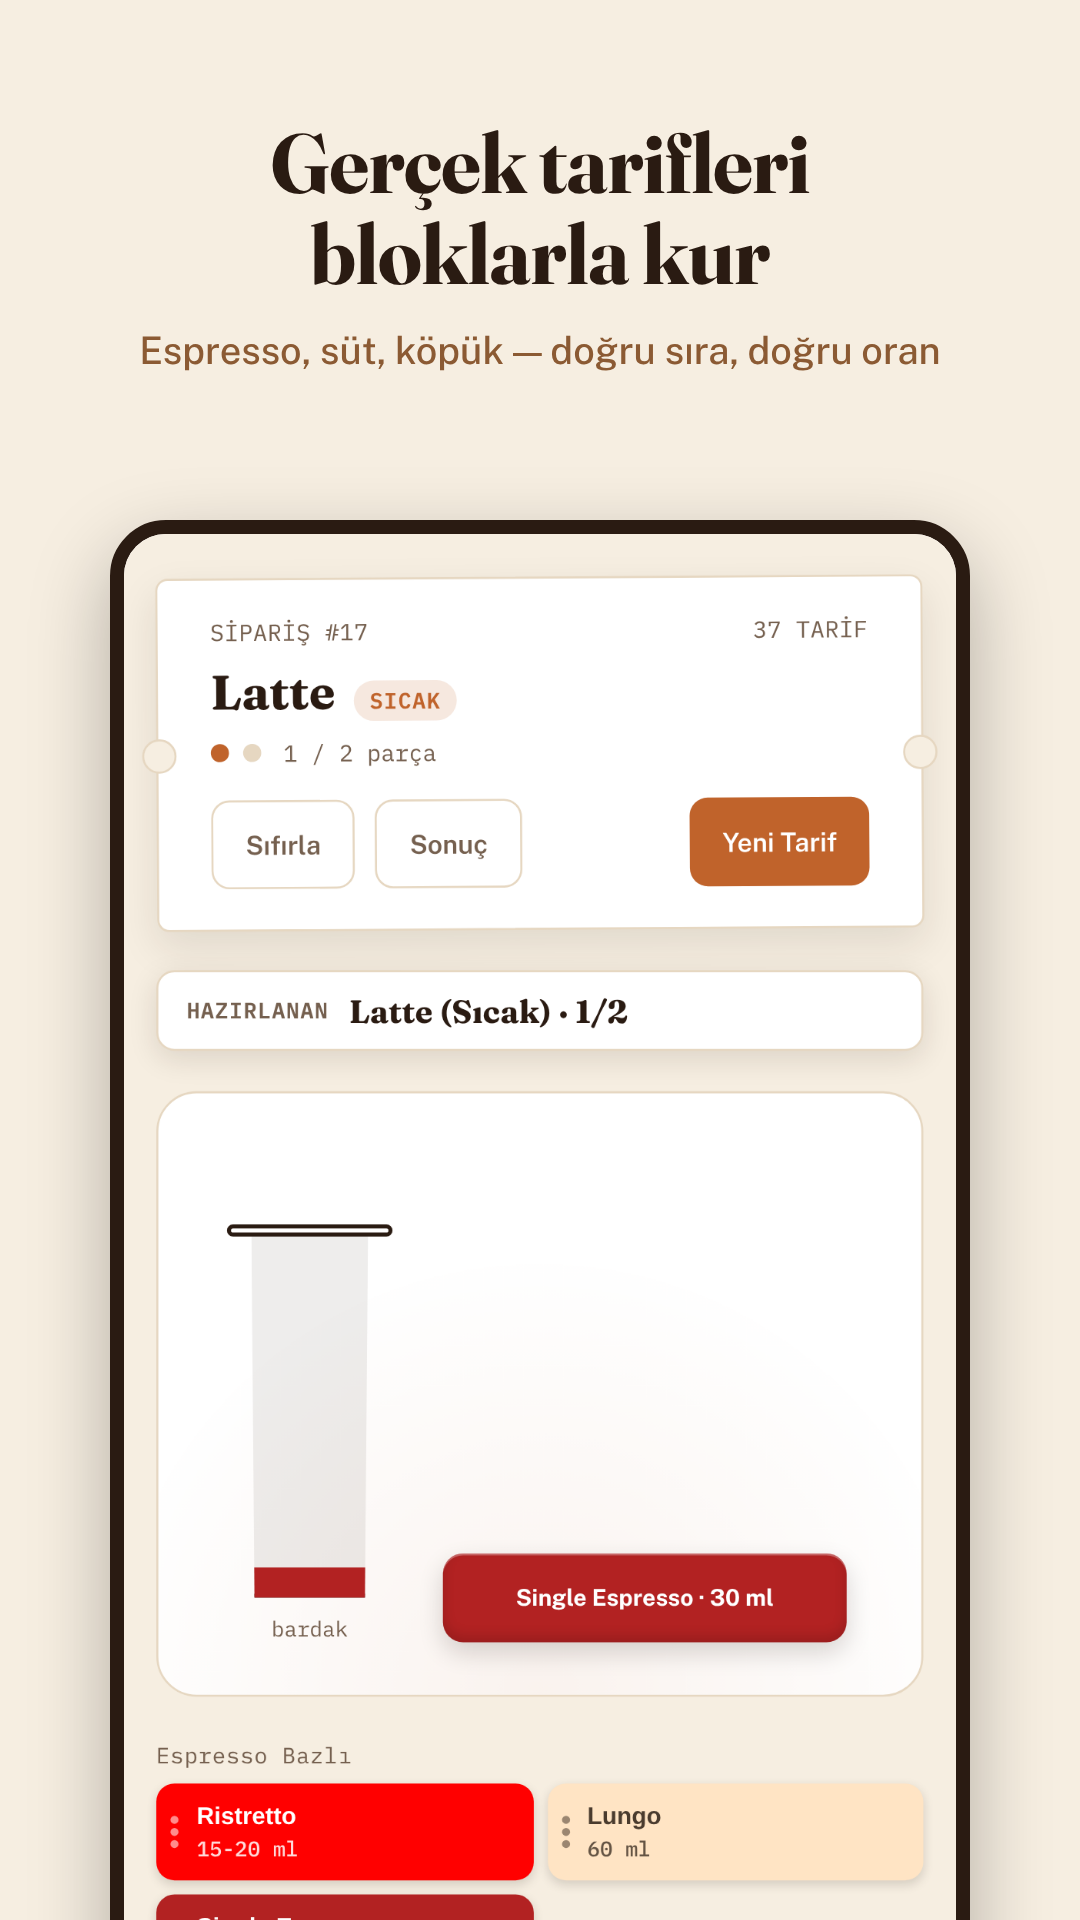 Gerçek tarifleri
bloklarla kur
Espresso, süt, köpük — doğru sıra, doğru oran
SİPARİŞ #17
37 TARİF
Latte
SICAK
1 / 2 parça
Sıfırla
Sonuç
Yeni Tarif
HAZIRLANAN
Latte (Sıcak) · 1/2
Single Espresso · 30 ml
bardak
Espresso Bazlı
Ristretto
15-20 ml
Lungo
60 ml